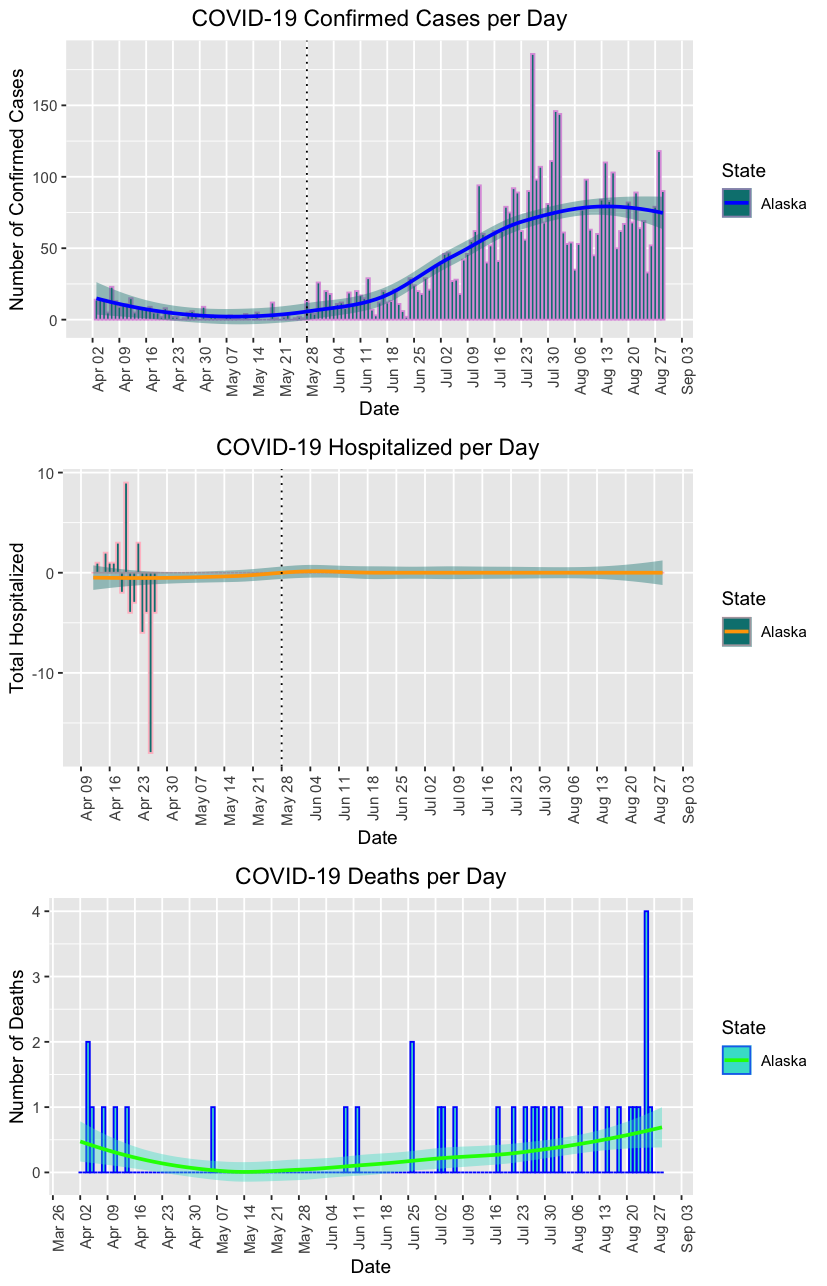 COVID-19 Confirmed Cases per Day
Number of Confirmed Cases
150
100
50
0
Apr 02
Apr 09
Apr 16
Apr 23
Apr 30
May 07
May 14
May 21
May 28
Jun 04
Jun 11
Jun 18
Jun 25
Jul 02
Jul 09
Jul 16
Jul 23
Jul 30
Aug 06
Aug 13
Aug 20
Aug 27
Sep 03
Date
State
Alaska
COVID-19 Hospitalized per Day
Total Hospitalized
10
0
-10
Apr 09
Apr 16
Apr 23
Apr 30
May 07
May 14
May 21
May 28
Jun 04
Jun 11
Jun 18
Jun 25
Jul 02
Jul 09
Jul 16
Jul 23
Jul 30
Aug 06
Aug 13
Aug 20
Aug 27
Sep 03
Date
State
Alaska
COVID-19 Deaths per Day
Number of Deaths
4
3
2
1
0
Mar 26
Apr 02
Apr 09
Apr 16
Apr 23
Apr 30
May 07
May 14
May 21
May 28
Jun 04
Jun 11
Jun 18
Jun 25
Jul 02
Jul 09
Jul 16
Jul 23
Jul 30
Aug 06
Aug 13
Aug 20
Aug 27
Sep 03
Date
State
Alaska